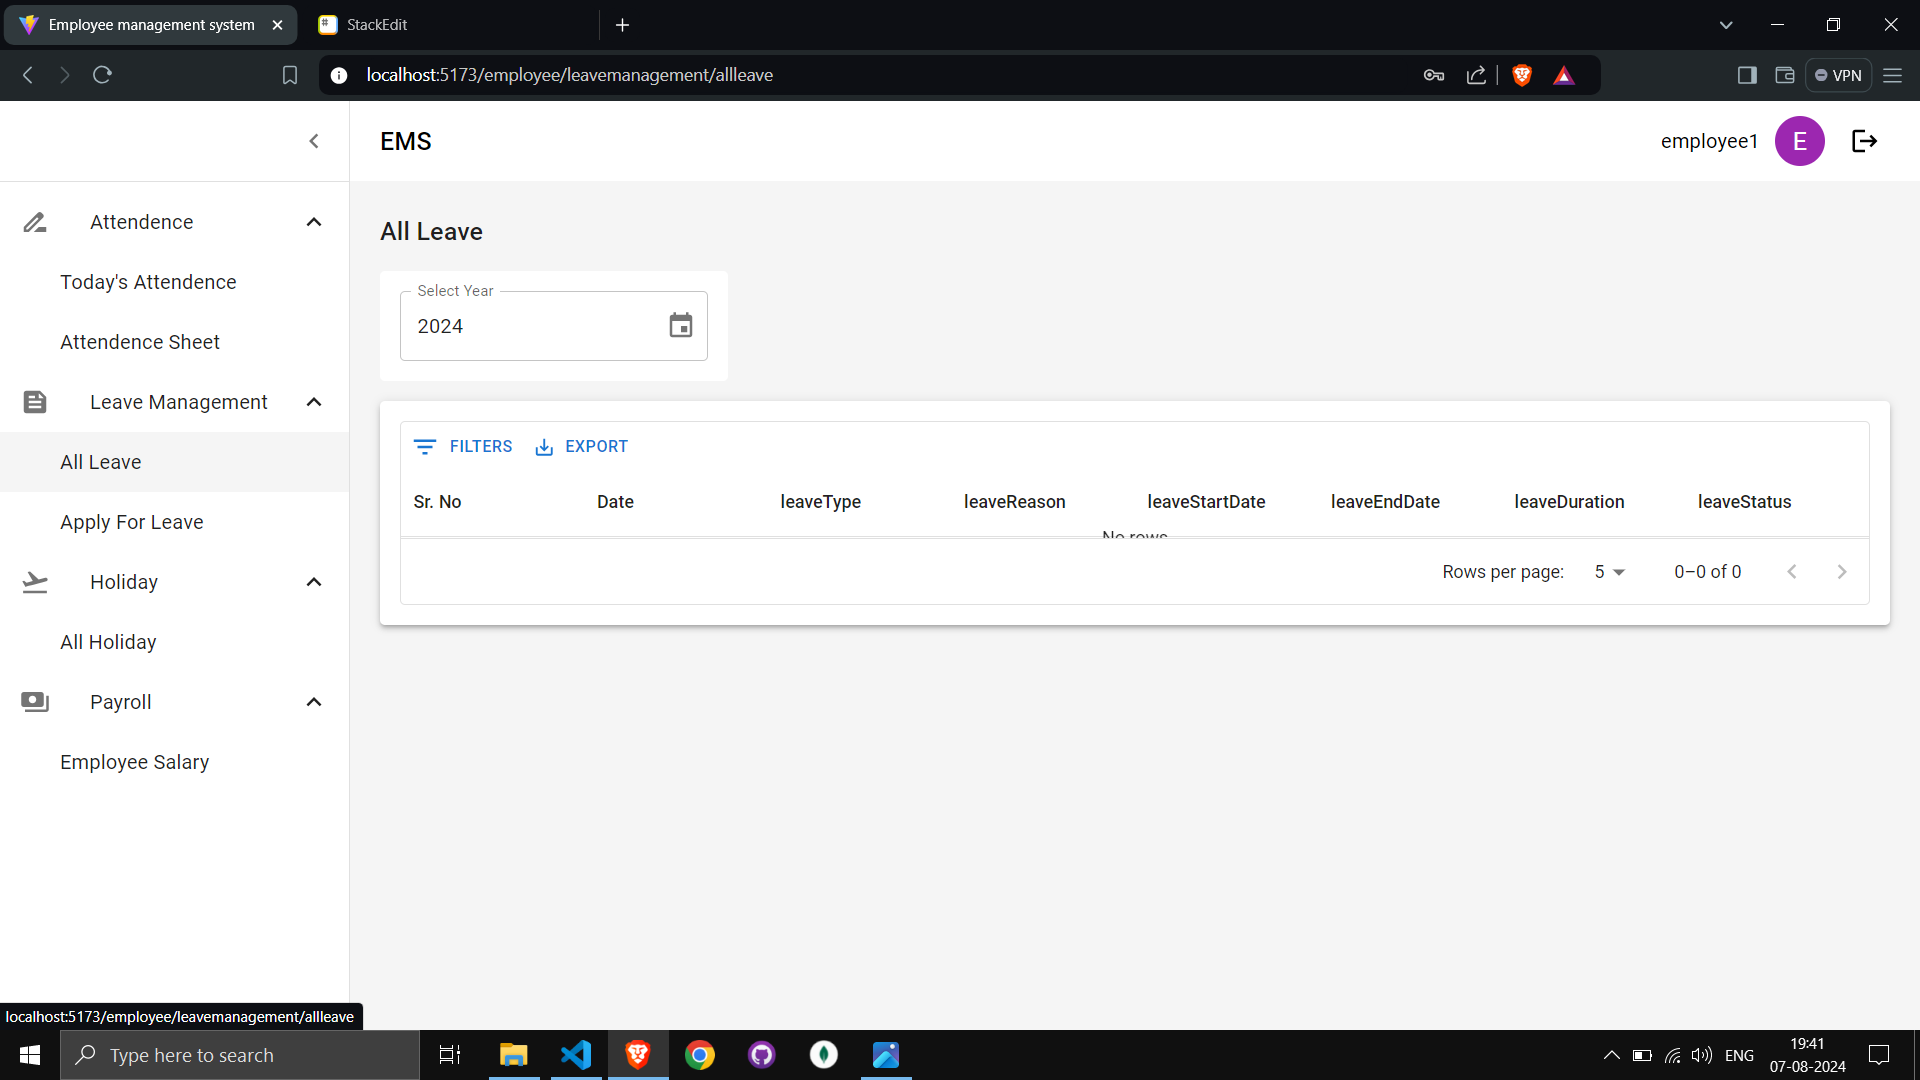 Employee management system
StackEdit
localhost:5173/employee/leavemanagement/allleave
VPN
EMS
employee1
E
Attendence
Today's Attendence
Attendence Sheet
Leave Management
All Leave
Apply For Leave
Holiday
All Holiday
Payroll
Employee Salary
All Leave
Select Year
2024
FILTERS
EXPORT
Sr. No Date leaveType leaveReason leaveStartDate leaveEndDate leaveDuration leaveStatus
No rows
Rows per page: 5 0–0 of 0
localhost:5173/employee/leavemanagement/allleave
Type here to search
ENG
19:41
07-08-2024